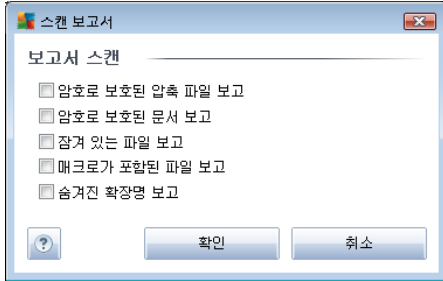 스캔 보고서
보고서 스캔
암호로 보호된 압축 파일 보고
암호로 보호된 문서 보고
잠겨 있는 파일 보고
매크로가 포함된 파일 보고
숨겨진 확장명 보고
?
확인
취소